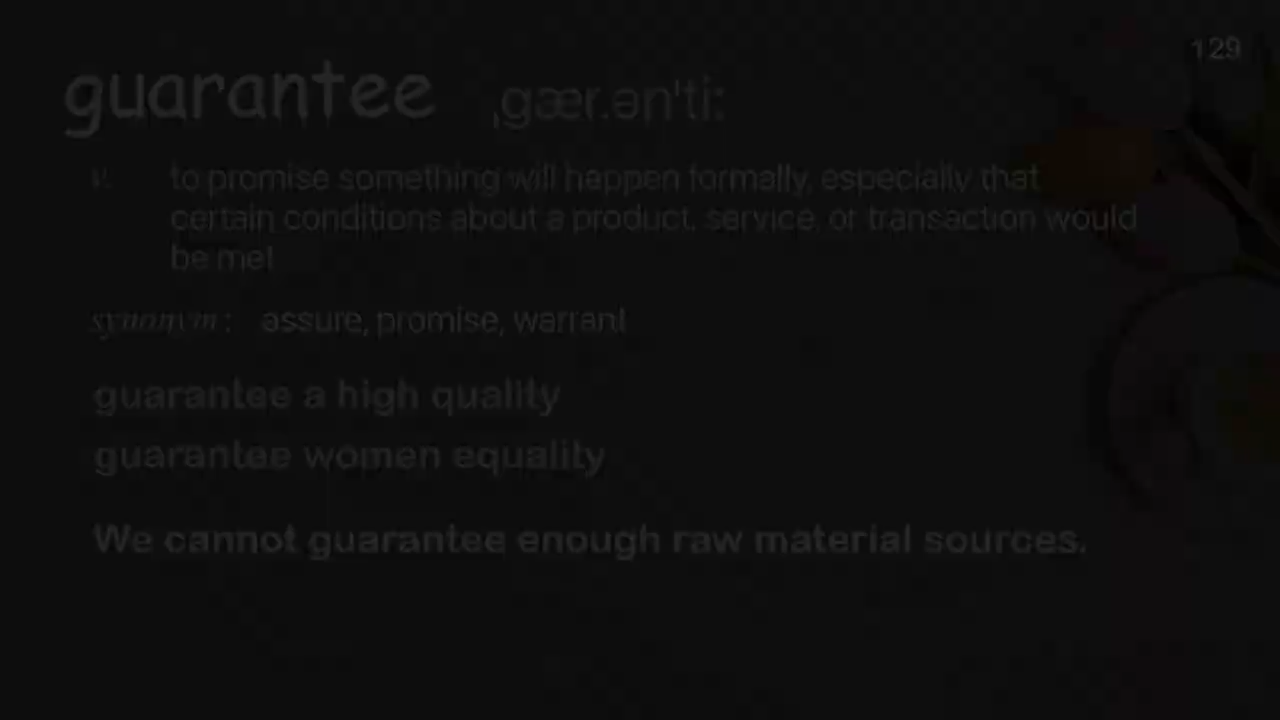 129
guarantee ˌgær.ənˈtiː
v. to promise something will happen formally, especially that
certain conditions about a product, service, or transaction would
be met
synonym : assure, promise, warrant
guarantee a high quality
guarantee women equality
We cannot guarantee enough raw material sources.